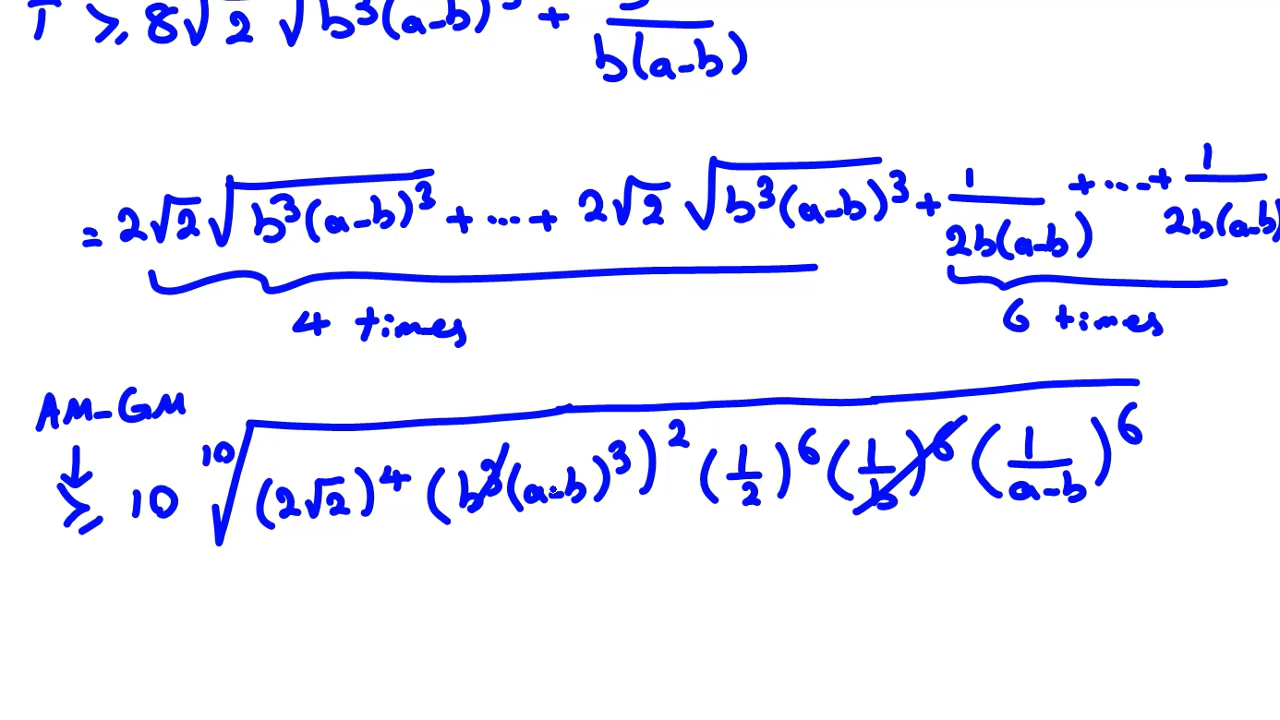 T ≥ 8√2 √b³(a-b)³ + 3/b(a-b)
= 2√2 √b³(a-b)³ + ... + 2√2 √b³(a-b)³ + 1/2b(a-b) + ... + 1/2b(a-b)
4 times 6 times
AM-GM
↓
≥ 10 ¹⁰√(2√2)⁴ (b³(a-b)³)² (1/2)⁶ (1/b)⁶ (1/a-b)⁶